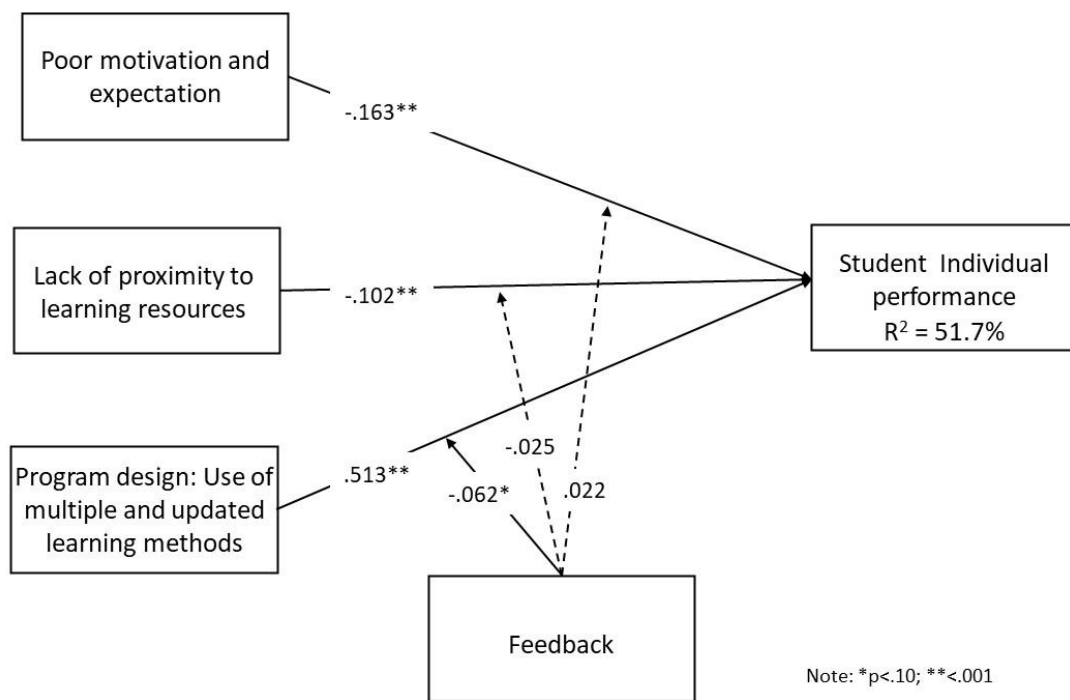 Poor motivation and
expectation
-.163**
Lack of proximity to
learning resources
-.102**
Student Individual
performance
R² = 51.7%
Program design: Use of
multiple and updated
learning methods
.513**
-.062*
-.025
.022
Feedback
Note: *p<.10; **<.001